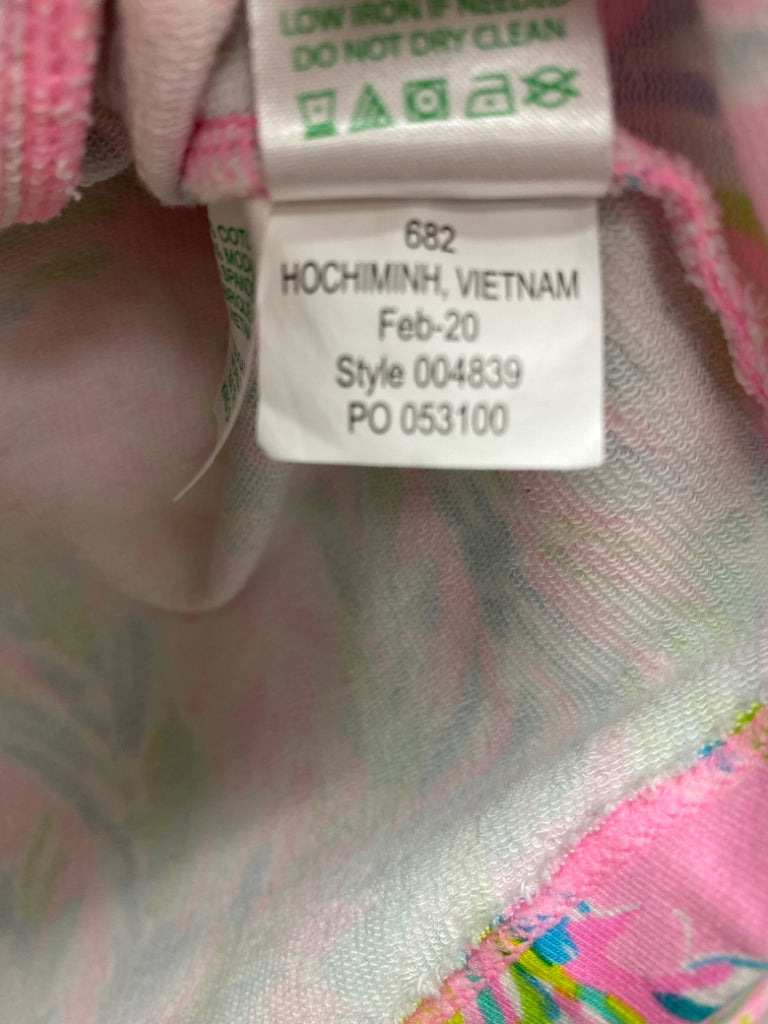 LOW IRON IF NEEDED
DO NOT DRY CLEAN
682
HOCHIMINH, VIETNAM
Feb-20
Style 004839
PO 053100